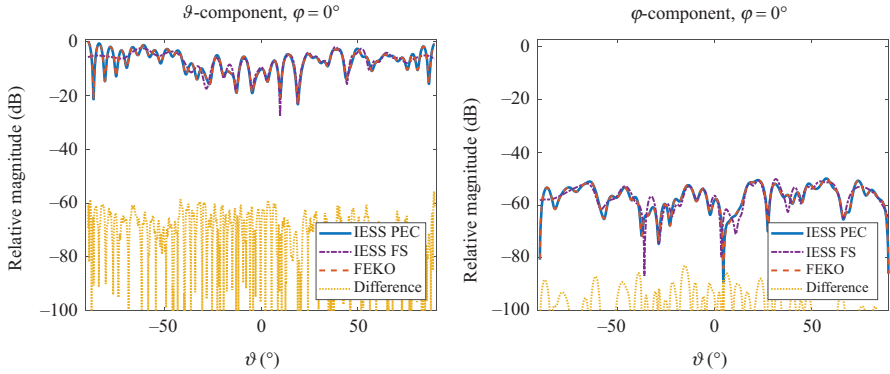 ϑ-component, φ = 0°
Relative magnitude (dB)
0
−20
−40
−60
−80
−100
−50
0
50
ϑ (°)
IESS PEC
IESS FS
FEKO
Difference
φ-component, φ = 0°
Relative magnitude (dB)
0
−20
−40
−60
−80
−100
−50
0
50
ϑ (°)
IESS PEC
IESS FS
FEKO
Difference